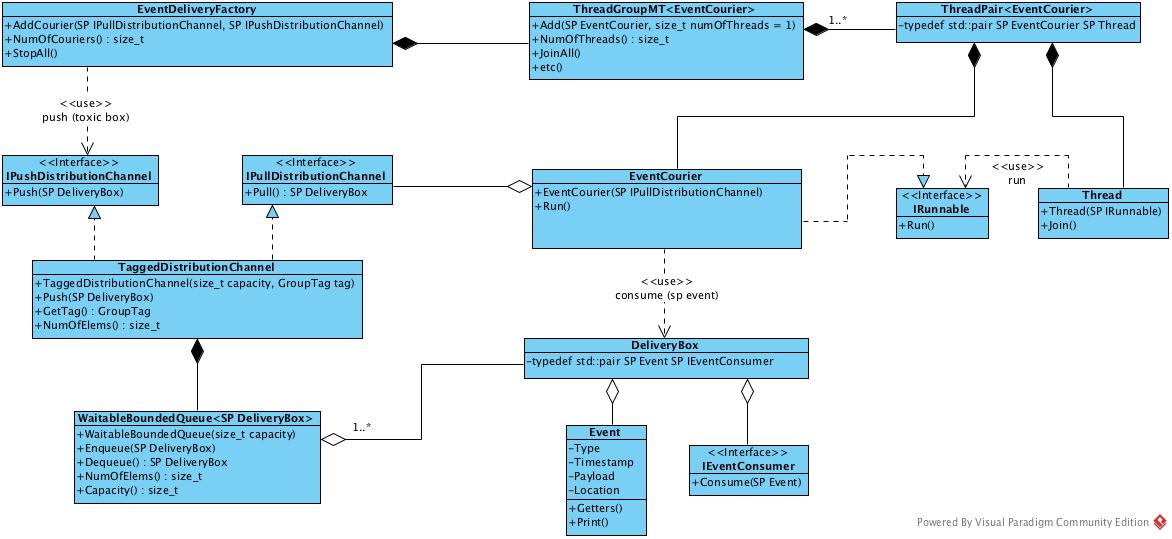 EventDeliveryFactory
+AddCourier(SP IPullDistributionChannel, SP IPushDistributionChannel)
+NumOfCouriers() : size_t
+StopAll()
ThreadGroupMT<EventCourier>
+Add(SP EventCourier, size_t numOfThreads = 1)
+NumOfThreads() : size_t
+JoinAll()
+etc()
1..*
ThreadPair<EventCourier>
-typedef std::pair SP EventCourier SP Thread
<<use>>
push (toxic box)
<<Interface>>
IPushDistributionChannel
+Push(SP DeliveryBox)
<<Interface>>
IPullDistributionChannel
+Pull() : SP DeliveryBox
EventCourier
+EventCourier(SP IPullDistributionChannel)
+Run()
<<use>>
run
<<Interface>>
IRunnable
+Run()
Thread
+Thread(SP IRunnable)
+Join()
TaggedDistributionChannel
+TaggedDistributionChannel(size_t capacity, GroupTag tag)
+Push(SP DeliveryBox)
+GetTag() : GroupTag
+NumOfElems() : size_t
<<use>>
consume (sp event)
DeliveryBox
-typedef std::pair SP Event SP IEventConsumer
WaitableBoundedQueue<SP DeliveryBox>
+WaitableBoundedQueue(size_t capacity)
+Enqueue(SP DeliveryBox)
+Dequeue() : SP DeliveryBox
+NumOfElems() : size_t
+Capacity() : size_t
1..*
Event
-Type
-Timestamp
-Payload
-Location
+Getters()
+Print()
<<Interface>>
IEventConsumer
+Consume(SP Event)
Powered By Visual Paradigm Community Edition